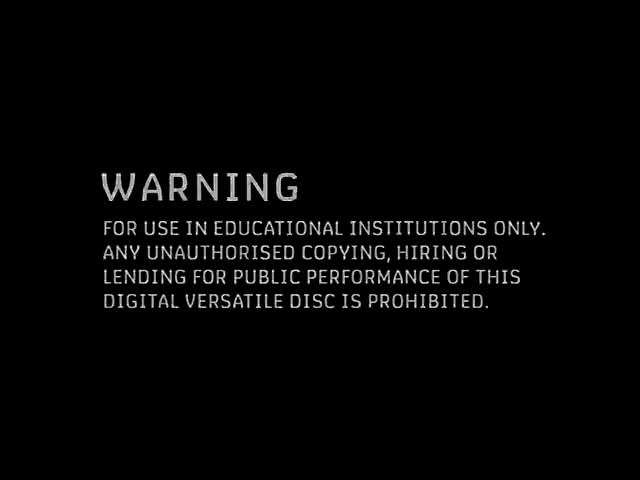 WARNING
FOR USE IN EDUCATIONAL INSTITUTIONS ONLY.
ANY UNAUTHORISED COPYING, HIRING OR
LENDING FOR PUBLIC PERFORMANCE OF THIS
DIGITAL VERSATILE DISC IS PROHIBITED.